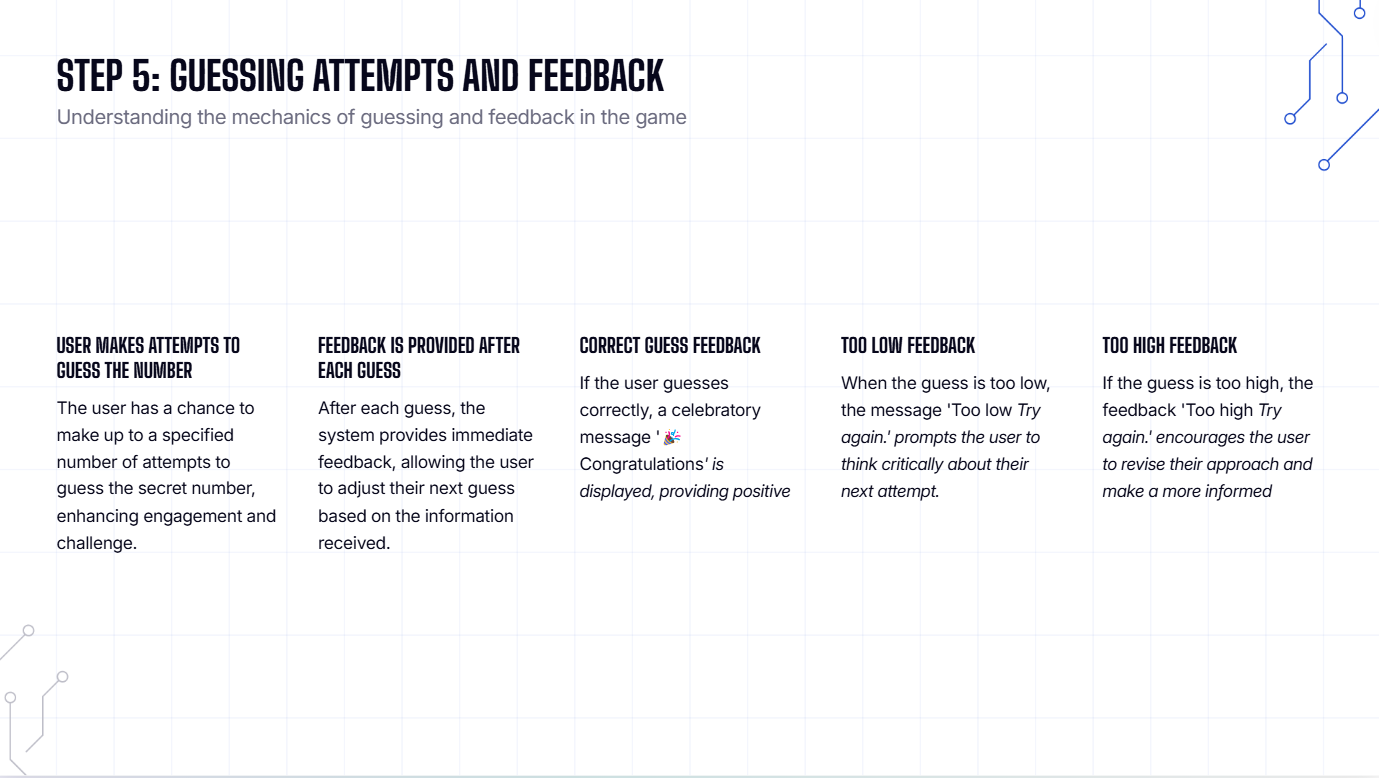 STEP 5: GUESSING ATTEMPTS AND FEEDBACK
Understanding the mechanics of guessing and feedback in the game
USER MAKES ATTEMPTS TO
GUESS THE NUMBER
The user has a chance to
make up to a specified
number of attempts to
guess the secret number,
enhancing engagement and
challenge.
FEEDBACK IS PROVIDED AFTER
EACH GUESS
After each guess, the
system provides immediate
feedback, allowing the user
to adjust their next guess
based on the information
received.
CORRECT GUESS FEEDBACK
If the user guesses
correctly, a celebratory
message ' 🎉
Congratulations' is
displayed, providing positive
TOO LOW FEEDBACK
When the guess is too low,
the message 'Too low Try
again.' prompts the user to
think critically about their
next attempt.
TOO HIGH FEEDBACK
If the guess is too high, the
feedback 'Too high Try
again.' encourages the user
to revise their approach and
make a more informed